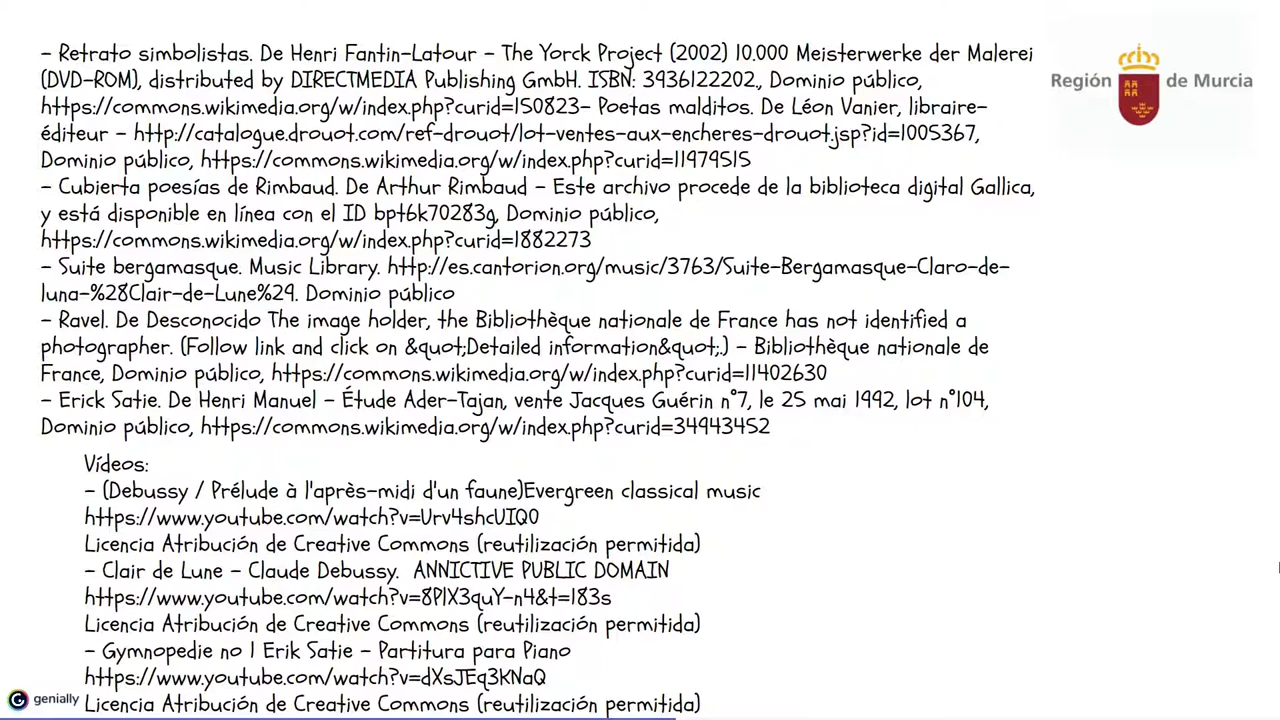 - Retrato simbolistas. De Henri Fantin-Latour - The Yorck Project (2002) 10.000 Meisterwerke der Malerei
(DVD-ROM), distributed by DIRECTMEDIA Publishing GmbH. ISBN: 3936122202., Dominio público,
https://commons.wikimedia.org/w/index.php?curid=150823- Poetas malditos. De Léon Vanier, libraire-
éditeur - http://catalogue.drouot.com/ref-drouot/lot-ventes-aux-encheres-drouot.jsp?id=1005367,
Dominio público, https://commons.wikimedia.org/w/index.php?curid=11979515
- Cubierta poesías de Rimbaud. De Arthur Rimbaud - Este archivo procede de la biblioteca digital Gallica,
y está disponible en línea con el ID bpt6k70283g, Dominio público,
https://commons.wikimedia.org/w/index.php?curid=1882273
- Suite bergamasque. Music Library. http://es.cantorion.org/music/3763/Suite-Bergamasque-Claro-de-
luna-%28Clair-de-Lune%29. Dominio público
- Ravel. De Desconocido The image holder, the Bibliothèque nationale de France has not identified a
photographer. (Follow link and click on &quot;Detailed information&quot;.) - Bibliothèque nationale de
France, Dominio público, https://commons.wikimedia.org/w/index.php?curid=11402630
- Erick Satie. De Henri Manuel - Étude Ader-Tajan, vente Jacques Guérin n°7, le 25 mai 1992, lot n°104,
Dominio público, https://commons.wikimedia.org/w/index.php?curid=34943452
Región de Murcia
Vídeos:
- (Debussy / Prélude à l'après-midi d'un faune)Evergreen classical music
https://www.youtube.com/watch?v=Urv4shcUIQ0
Licencia Atribución de Creative Commons (reutilización permitida)
- Clair de Lune - Claude Debussy.  ANNICTIVE PUBLIC DOMAIN
https://www.youtube.com/watch?v=8PlX3quY-n4&t=183s
Licencia Atribución de Creative Commons (reutilización permitida)
- Gymnopedie no 1 Erik Satie - Partitura para Piano
https://www.youtube.com/watch?v=dXsJEq3KNaQ
Licencia Atribución de Creative Commons (reutilización permitida)
genially